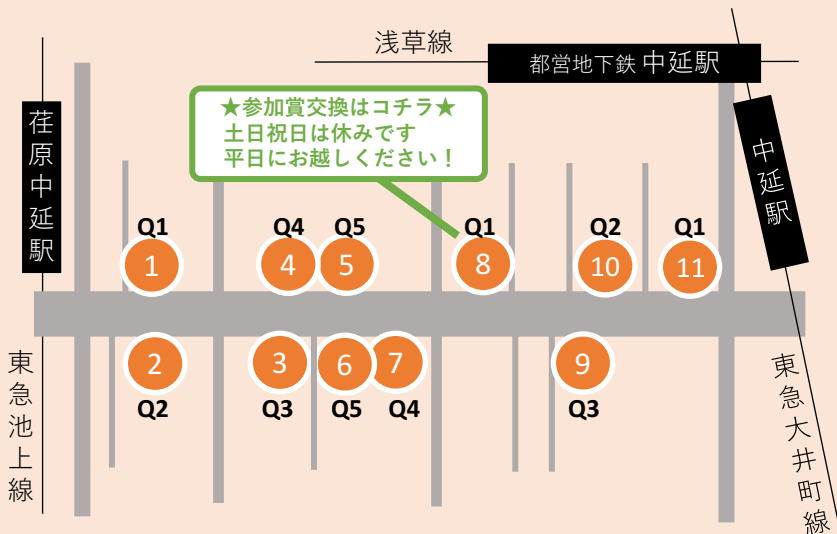 浅草線
都営地下鉄 中延駅
荏原中延駅
★参加賞交換はコチラ★
土日祝日は休みです
平日にお越しください！
中延駅
Q1
Q4
Q5
Q1
Q2
Q1
1
4
5
8
10
11
2
3
6
7
9
Q2
Q3
Q5
Q4
Q3
東急池上線
東急大井町線